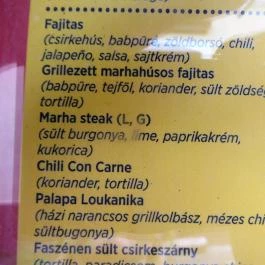 Fajitas
(csirkehús, babpüré, zöldborsó, chili,
jalapeño, salsa, sajtkrém)
Grillezett marhahúsos fajitas
(babpüré, tejföl, koriander, sült zöldség
tortilla)
Marha steak (L, G)
(sült burgonya, lime, paprikakrém,
kukorica)
Chili Con Carne
(koriander, tortilla)
Palapa Loukanika
(házi narancsos grillkolbász, mézes chi
sültburgonya)
Faszénen sült csirkeszárny